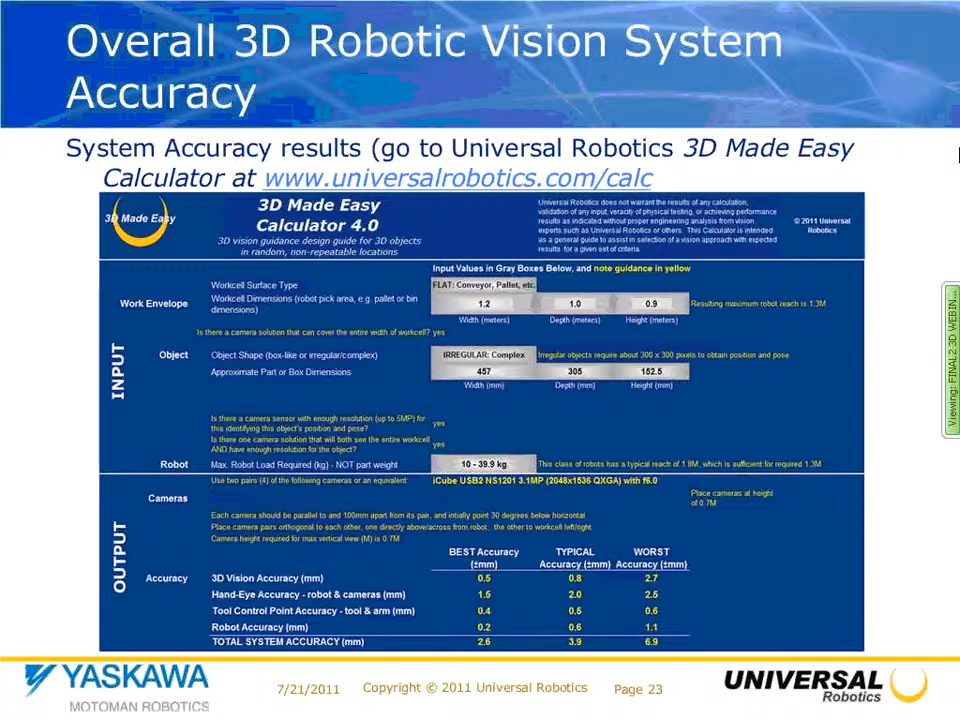 Overall 3D Robotic Vision System
Accuracy
System Accuracy results (go to Universal Robotics 3D Made Easy
Calculator at www.universalrobotics.com/calc
3D Made Easy
3D Made Easy
Calculator 4.0
3D vision guidance design guide for 3D objects
in random, non-repeatable locations
Universal Robotics does not warrant the results of any calculation,
validation of any input, veracity of physical testing, or achieving performance
results as indicated without proper engineering analysis from vision
experts such as Universal Robotics or others. This Calculator is intended
as a general guide to assist in selection of a vision approach with expected
results for a given set of criteria.
© 2011 Universal
Robotics
Input Values in Gray Boxes Below, and note guidance in yellow
INPUT
Workcell Surface Type FLAT: Conveyor, Pallet, etc.
Work Envelope Workcell Dimensions (robot pick area, e.g. pallet or bin
dimensions) 1.2 1.0 0.9 Resulting maximum robot reach is 1.3M
Width (meters) Depth (meters) Height (meters)
Is there a camera solution that can cover the entire width of workcell? yes
Object Object Shape (box-like or irregular/complex) IRREGULAR: Complex Irregular objects require about 300 x 300 pixels to obtain position and pose
Approximate Part or Box Dimensions 457 305 152.5
Width (mm) Depth (mm) Height (mm)
Is there a camera sensor with enough resolution (up to 5MP) for
this identifying this object's position and pose? yes
Is there one camera solution that will both see the entire workcell
AND have enough resolution for the object? yes
Robot Max. Robot Load Required (kg) - NOT part weight 10 - 39.9 kg This class of robots has a typical reach of 1.8M, which is sufficient for required 1.3M
OUTPUT
Use two pairs (4) of the following cameras or an equivalent: iCube USB2 NS1201 3.1MP (2048x1536 QXGA) with f6.0
Cameras Place cameras at height
of 0.7M
Each camera should be parallel to and 100mm apart from its pair, and intially point 30 degrees below horizontal
Place camera pairs orthogonal to each other, one directly above/across from robot: the other to workcell left/right
Camera height required for max vertical view (M) is 0.7M
BEST Accuracy TYPICAL WORST
(±mm) Accuracy (±mm) Accuracy (±mm)
Accuracy 3D Vision Accuracy (mm) 0.5 0.8 2.7
Hand-Eye Accuracy - robot & cameras (mm) 1.5 2.0 2.5
Tool Control Point Accuracy - tool & arm (mm) 0.4 0.5 0.6
Robot Accuracy (mm) 0.2 0.6 1.1
TOTAL SYSTEM ACCURACY (mm) 2.6 3.9 6.9
Viewing: FINAL2 3D WEBIN...
YASKAWA
MOTOMAN ROBOTICS
7/21/2011 Copyright © 2011 Universal Robotics Page 23
UNIVERSAL
Robotics